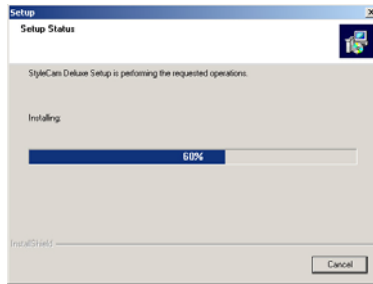 Setup
Setup Status
StyleCam Deluxe Setup is performing the requested operations.
Installing:
60%
InstallShield
Cancel